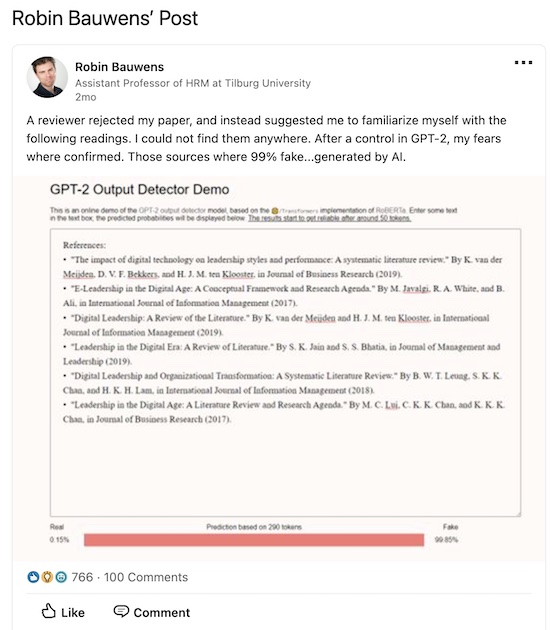 Robin Bauwens' Post
Robin Bauwens
Assistant Professor of HRM at Tilburg University
2mo
A reviewer rejected my paper, and instead suggested me to familiarize myself with the
following readings. I could not find them anywhere. After a control in GPT-2, my fears
where confirmed. Those sources where 99% fake...generated by AI.
GPT-2 Output Detector Demo
This is an online demo of the GPT-2 output detector model, based on the 🤗/Transformers implementation of RoBERTa. Enter some text
in the text box; the predicted probabilities will be displayed below. The results start to get reliable after around 50 tokens.
References:
• "The impact of digital technology on leadership styles and performance: A systematic literature review." By K. van der
Meijden, D. V. F. Bekkers, and H. J. M. ten Klooster, in Journal of Business Research (2019).
• "E-Leadership in the Digital Age: A Conceptual Framework and Research Agenda." By M. Javalgi, R. A. White, and B.
Ali, in International Journal of Information Management (2017).
• "Digital Leadership: A Review of the Literature." By K. van der Meijden and H. J. M. ten Klooster, in International
Journal of Information Management (2019).
• "Leadership in the Digital Era: A Review of Literature." By S. K. Jain and S. S. Bhatia, in Journal of Management and
Leadership (2019).
• "Digital Leadership and Organizational Transformation: A Systematic Literature Review." By B. W. T. Leung, S. K. K.
Chan, and H. K. H. Lam, in International Journal of Information Management (2018).
• "Leadership in the Digital Age: A Literature Review and Research Agenda." By M. C. Lui, C. K. K. Chan, and K. K. K.
Chan, in Journal of Business Research (2017).
Real Prediction based on 290 tokens Fake
0.15% 99.85%
766 · 100 Comments
Like Comment